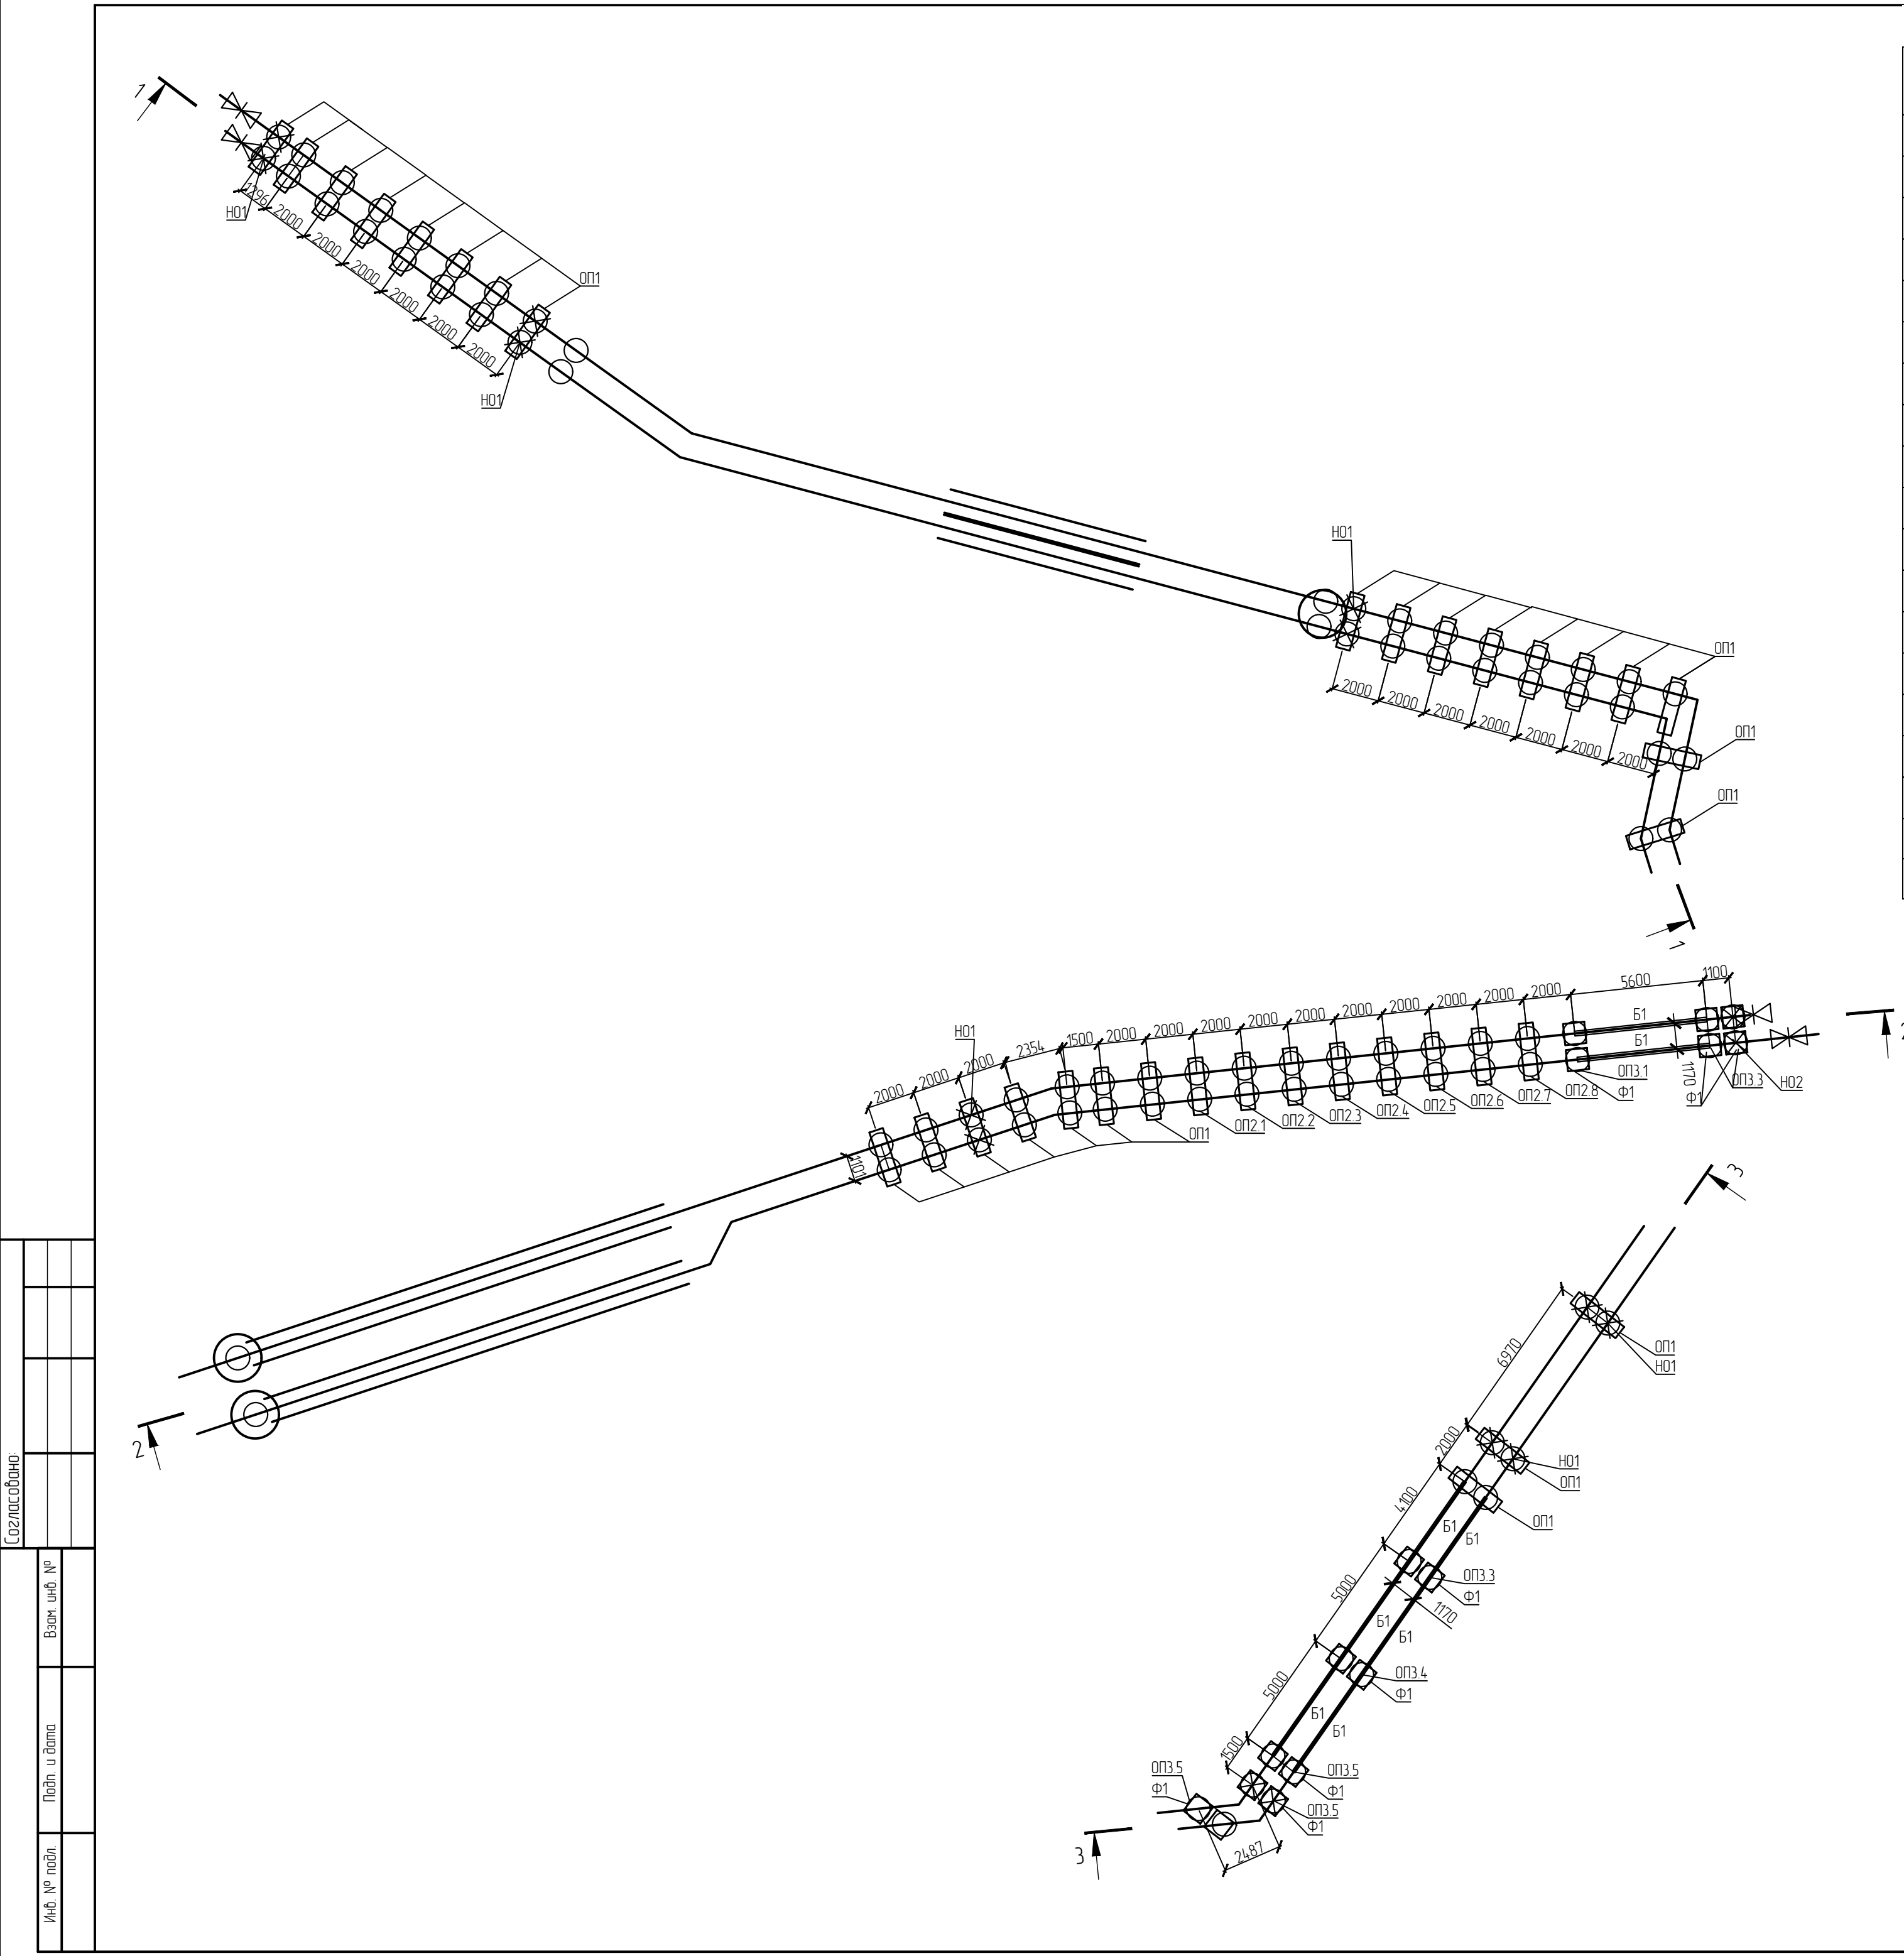 1
1296
НО1
2000
2000
2000
2000
2000
2000
НО1
ОП1
НО1
ОП1
2000
2000
2000
2000
2000
2000
2000
ОП1
ОП1
1
2
1101
2000
2000
2000
НО1
2354
1500
2000
2000
2000
2000
2000
2000
2000
2000
2000
2000
5600
1100
Б1
Б1
1170
ОП1
ОП2.1
ОП2.2
ОП2.3
ОП2.4
ОП2.5
ОП2.6
ОП2.7
ОП2.8
ОП3.1
Ф1
Ф1
ОП3.3
НО2
3
6970
ОП1
НО1
2000
НО1
ОП1
4100
ОП1
Б1
Б1
5000
ОП3.3
Ф1
1170
Б1
Б1
5000
ОП3.4
Ф1
Б1
Б1
1500
ОП3.5
Ф1
ОП3.5
Ф1
ОП3.5
Ф1
2487
3
Согласовано:
Взам. инв. №
Подп. и дата
Инв. № подл.